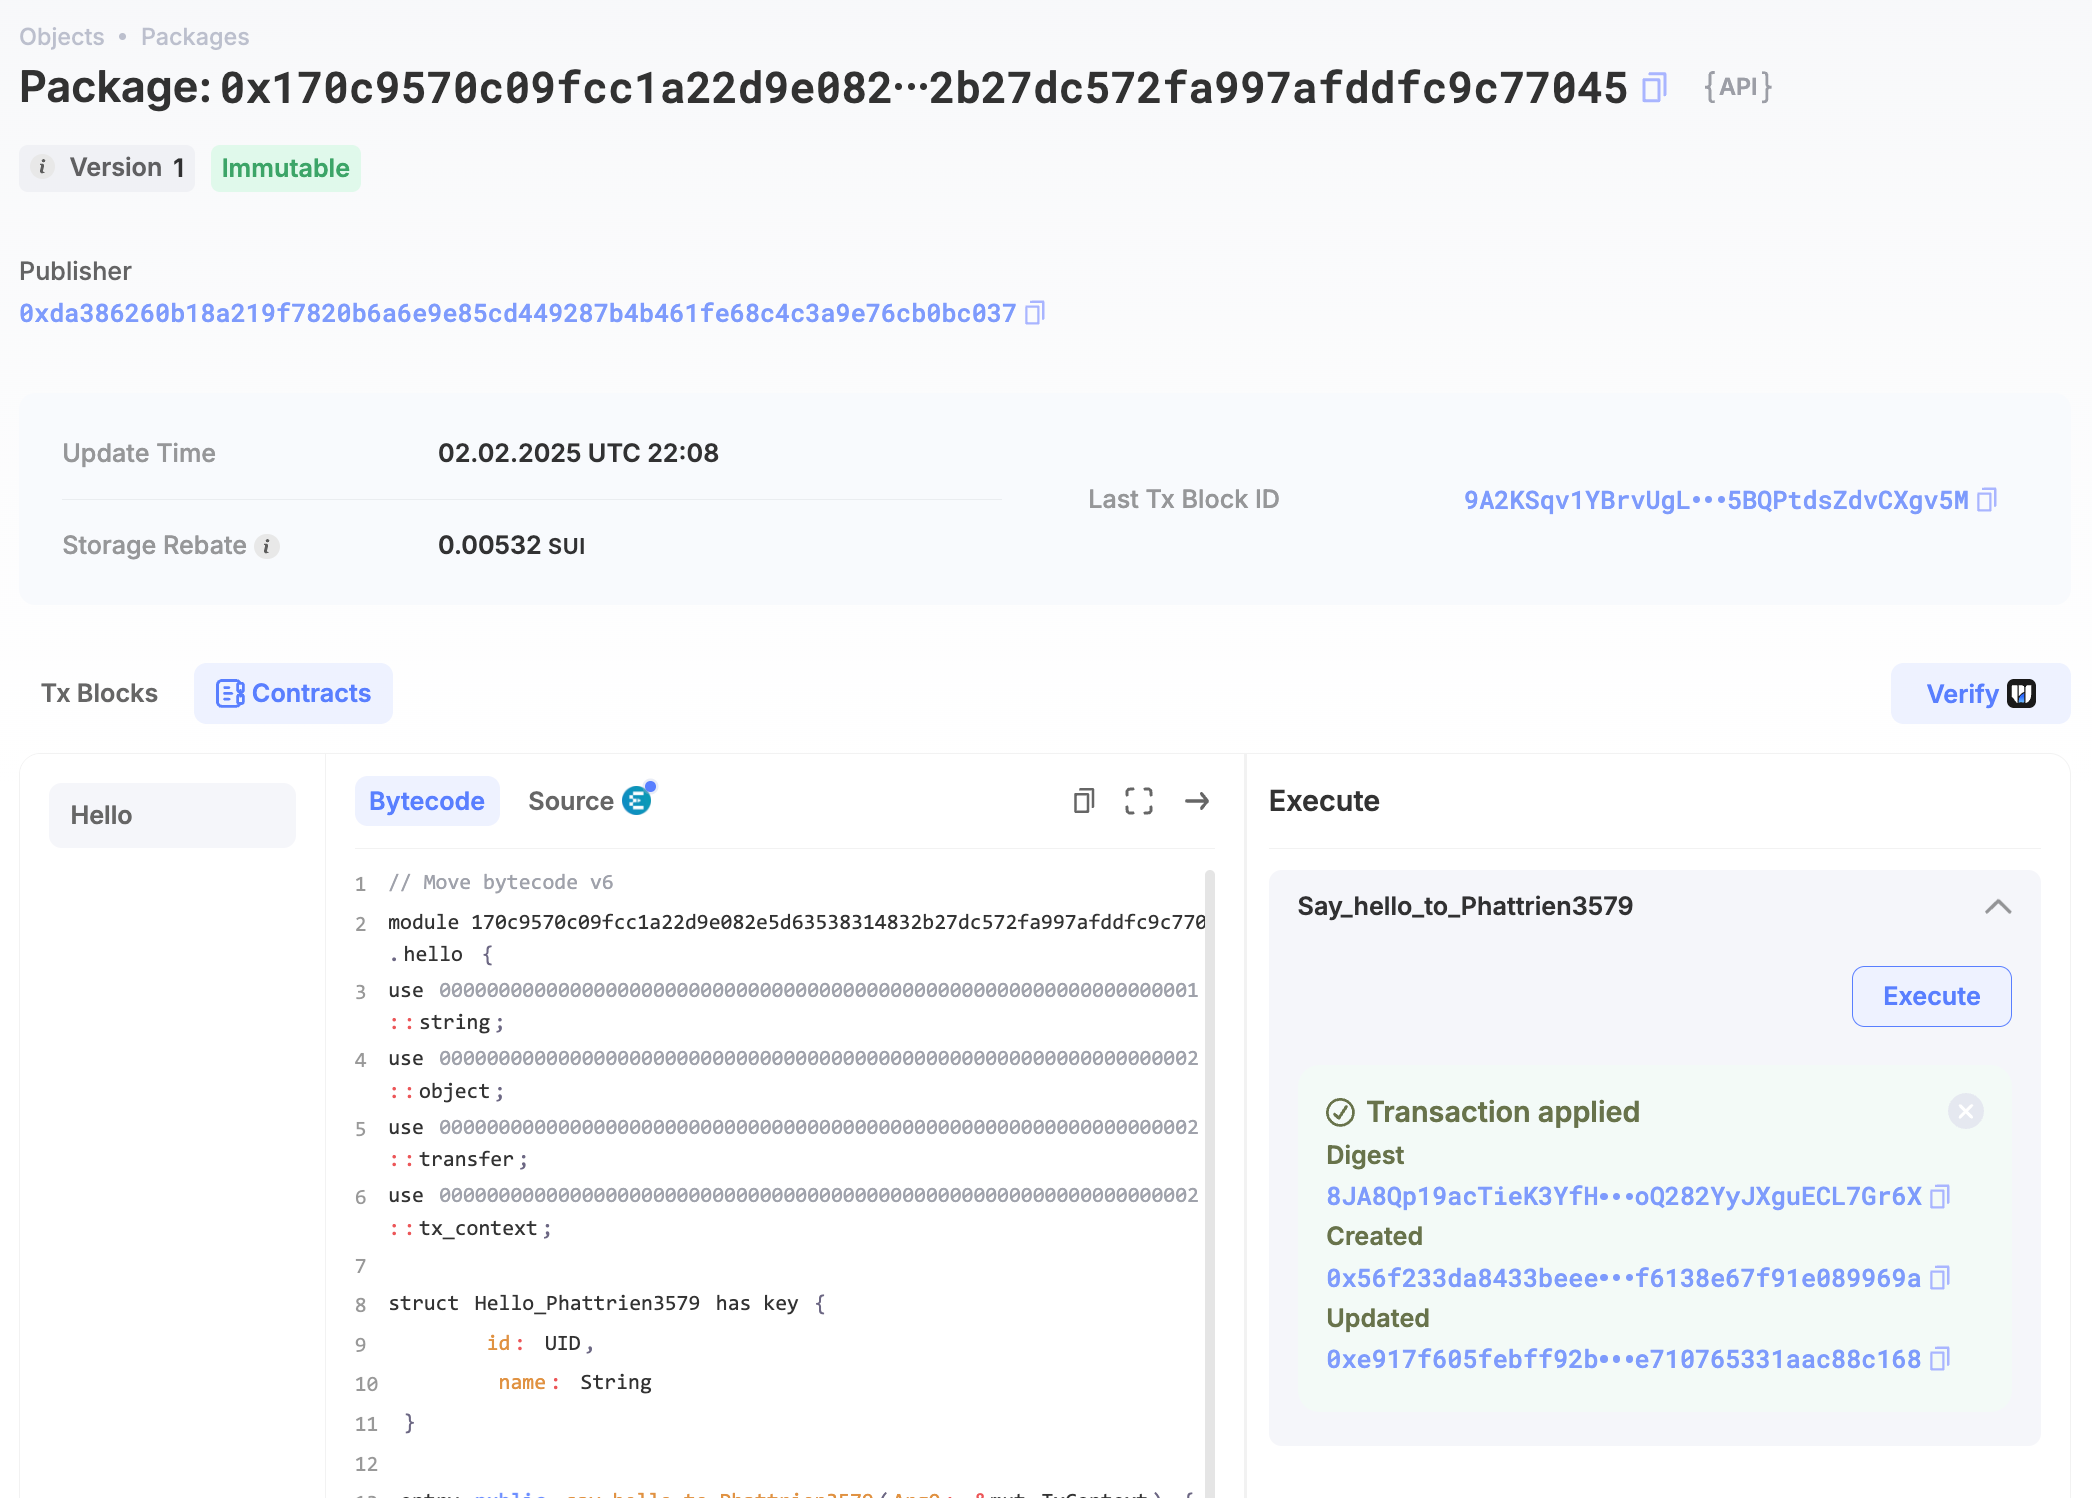 Objects • Packages
Package: 0x170c9570c09fcc1a22d9e082···2b27dc572fa997afddfc9c77045 {API}
i Version 1 Immutable
Publisher
0xda386260b18a219f7820b6a6e9e85cd449287b4b461fe68c4c3a9e76cb0bc037
Update Time 02.02.2025 UTC 22:08
Last Tx Block ID 9A2KSqv1YBrvUgL•••5BQPtdsZdvCXgv5M
Storage Rebate i 0.00532 SUI
Tx Blocks Contracts Verify
Hello
Bytecode Source
Execute
1 // Move bytecode v6
2 module 170c9570c09fcc1a22d9e082e5d63538314832b27dc572fa997afddfc9c770
.hello {
3 use 0000000000000000000000000000000000000000000000000000000000000001
::string;
4 use 0000000000000000000000000000000000000000000000000000000000000002
::object;
5 use 0000000000000000000000000000000000000000000000000000000000000002
::transfer;
6 use 0000000000000000000000000000000000000000000000000000000000000002
::tx_context;
7
8 struct Hello_Phattrien3579 has key {
9 id: UID,
10 name: String
11 }
12
Say_hello_to_Phattrien3579
Execute
Transaction applied
Digest
8JA8Qp19acTieK3YfH•••oQ282YyJXguECL7Gr6X
Created
0x56f233da8433beee•••f6138e67f91e089969a
Updated
0xe917f605febff92b•••e710765331aac88c168